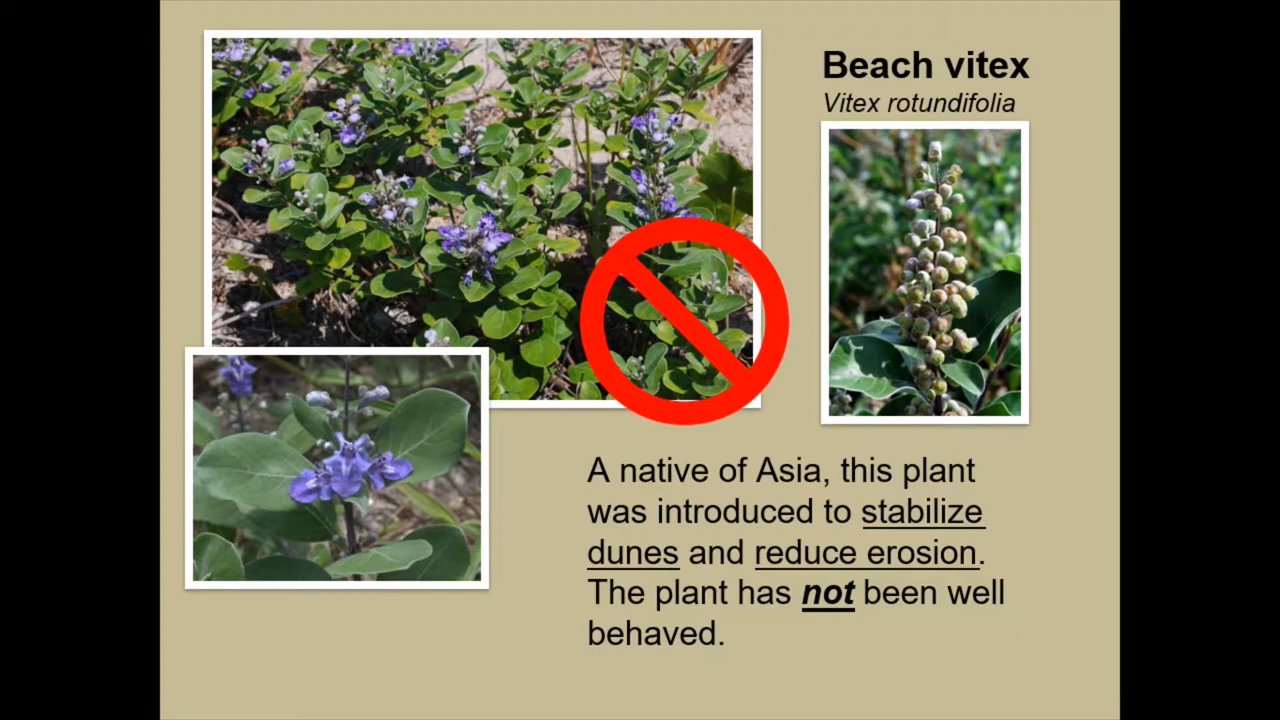 Beach vitex
Vitex rotundifolia
A native of Asia, this plant
was introduced to stabilize
dunes and reduce erosion.
The plant has not been well
behaved.